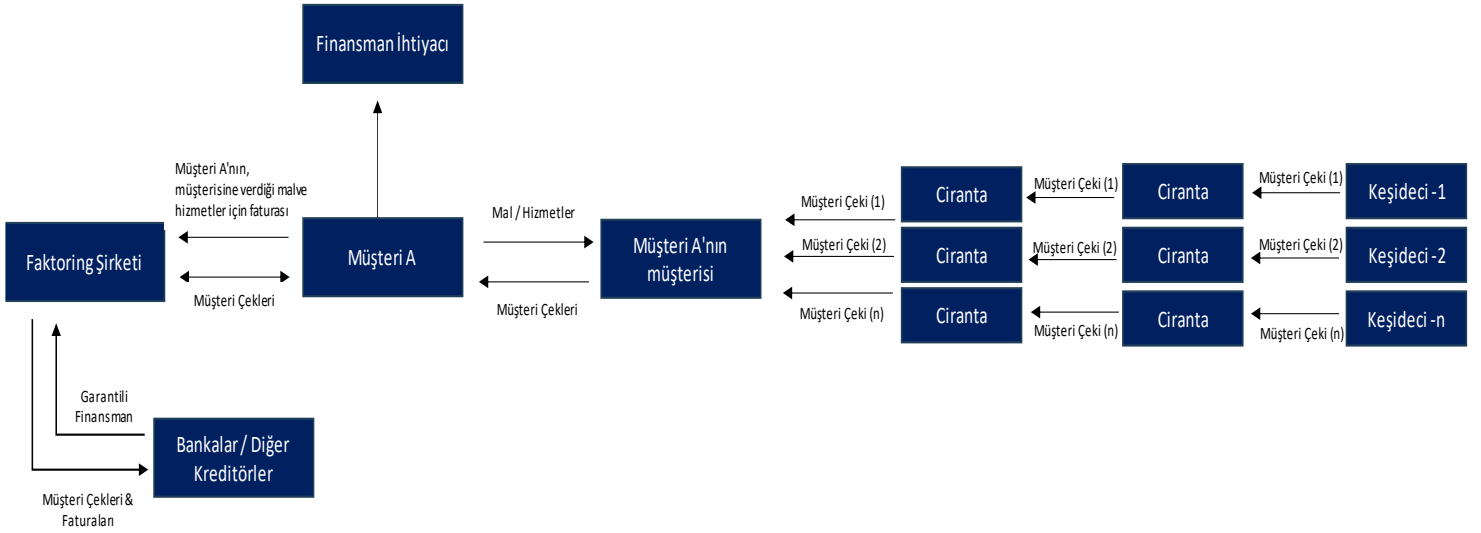 Finansman İhtiyacı
Müşteri A'nın,
müşterisine verdiği malve
hizmetler için faturası
Faktoring Şirketi
Müşteri Çekleri
Müşteri A
Mal / Hizmetler
Müşteri Çekleri
Müşteri A'nın
müşterisi
Müşteri Çeki (1)
Ciranta
Müşteri Çeki (1)
Ciranta
Müşteri Çeki (1)
Keşideci -1
Müşteri Çeki (2)
Ciranta
Müşteri Çeki (2)
Ciranta
Müşteri Çeki (2)
Keşideci -2
Müşteri Çeki (n)
Ciranta
Müşteri Çeki (n)
Ciranta
Müşteri Çeki (n)
Keşideci -n
Garantili
Finansman
Bankalar / Diğer
Kreditörler
Müşteri Çekleri &
Faturaları